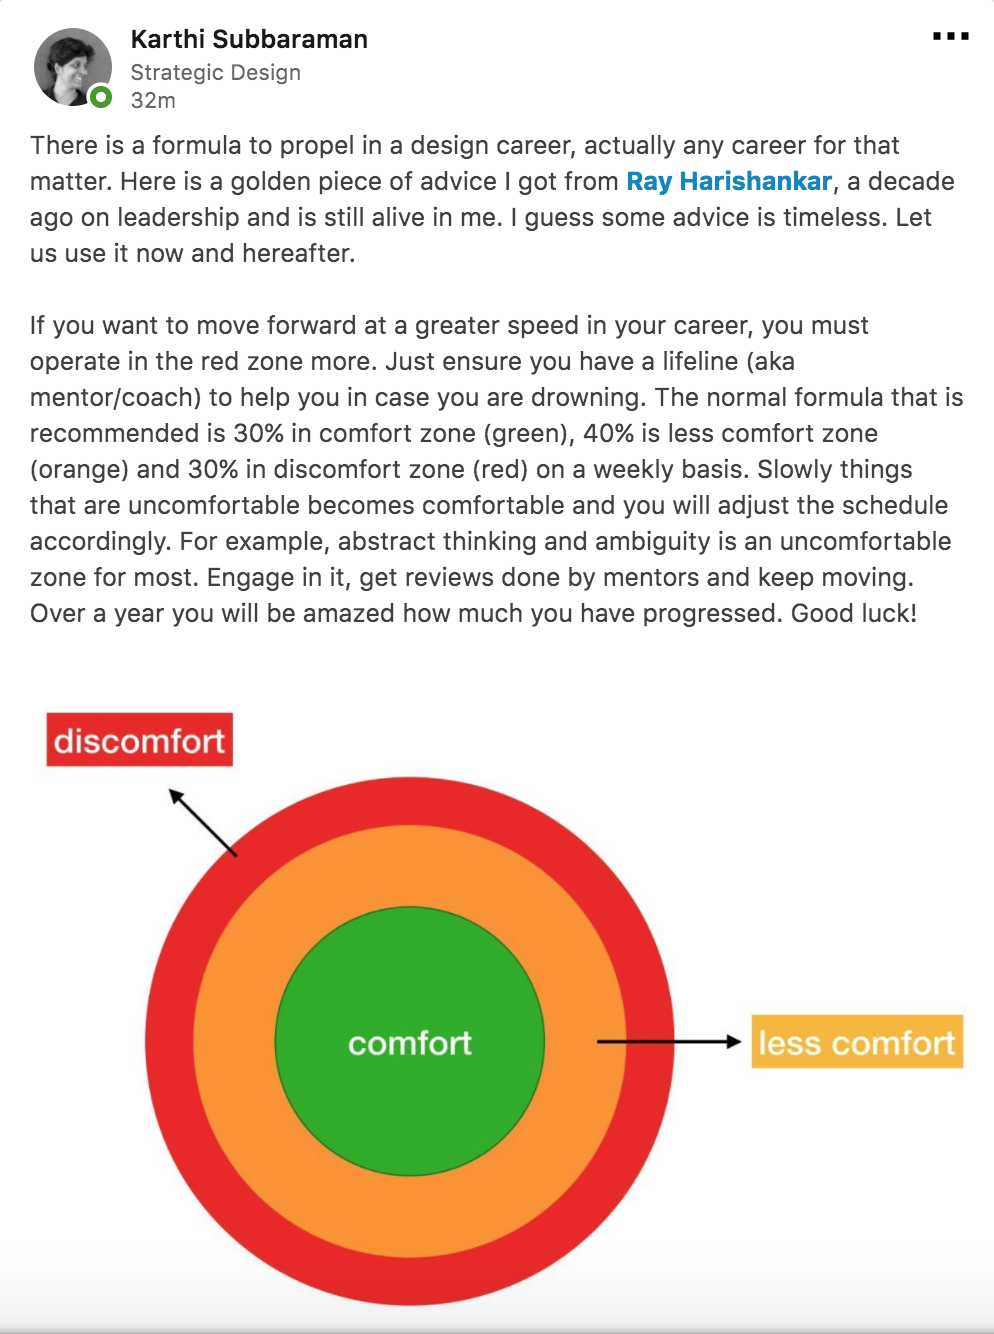 Karthi Subbaraman
Strategic Design
32m
There is a formula to propel in a design career, actually any career for that
matter. Here is a golden piece of advice I got from Ray Harishankar, a decade
ago on leadership and is still alive in me. I guess some advice is timeless. Let
us use it now and hereafter.
If you want to move forward at a greater speed in your career, you must
operate in the red zone more. Just ensure you have a lifeline (aka
mentor/coach) to help you in case you are drowning. The normal formula that is
recommended is 30% in comfort zone (green), 40% is less comfort zone
(orange) and 30% in discomfort zone (red) on a weekly basis. Slowly things
that are uncomfortable becomes comfortable and you will adjust the schedule
accordingly. For example, abstract thinking and ambiguity is an uncomfortable
zone for most. Engage in it, get reviews done by mentors and keep moving.
Over a year you will be amazed how much you have progressed. Good luck!
discomfort
comfort
less comfort